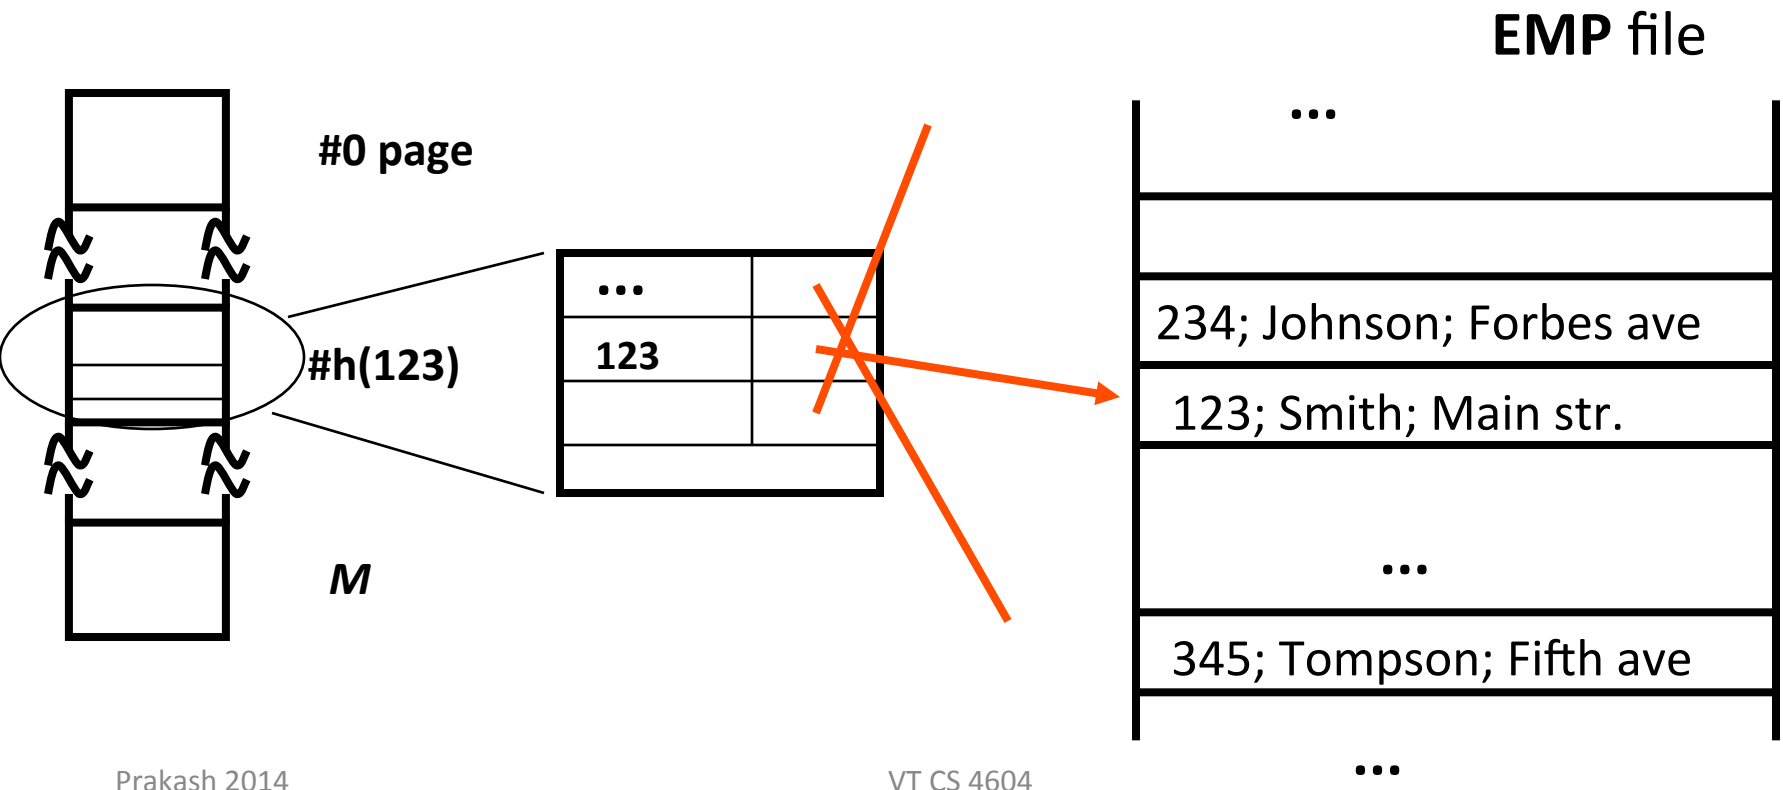 EMP file
...
#0 page
...
234; Johnson; Forbes ave
#h(123)
123
123; Smith; Main str.
...
M
345; Tompson; Fifth ave
...
Prakash 2014
VT CS 4604